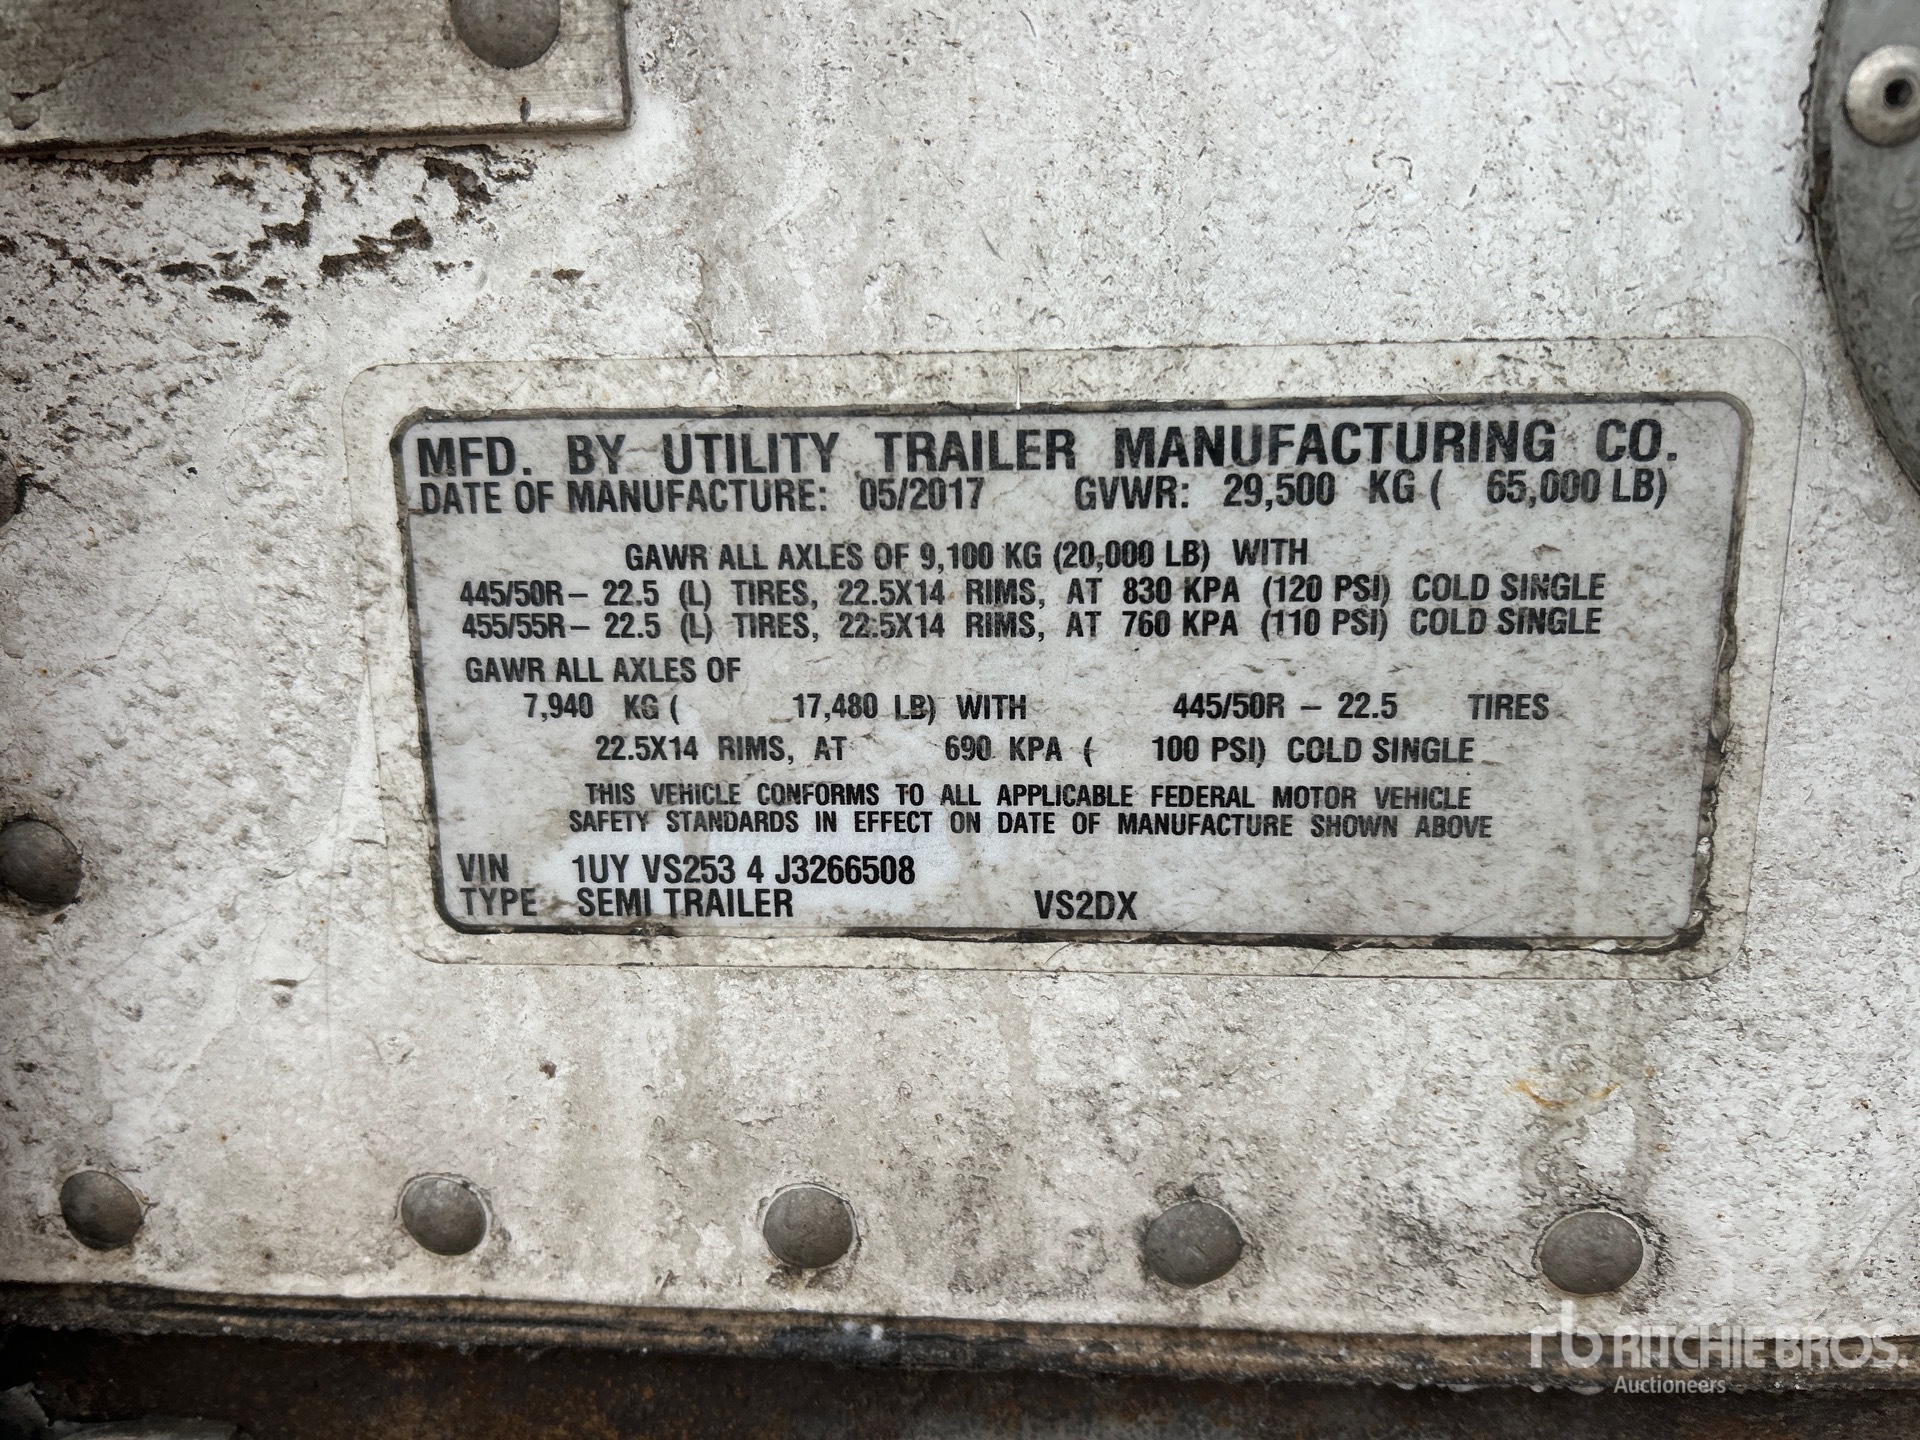 MFD. BY UTILITY TRAILER MANUFACTURING CO.
DATE OF MANUFACTURE: 05/2017 GVWR: 29,500 KG ( 65,000 LB)
GAWR ALL AXLES OF 9,100 KG (20,000 LB) WITH
445/50R – 22.5 (L) TIRES, 22.5X14 RIMS, AT 830 KPA (120 PSI) COLD SINGLE
455/55R – 22.5 (L) TIRES, 22.5X14 RIMS, AT 760 KPA (110 PSI) COLD SINGLE
GAWR ALL AXLES OF
7,940 KG ( 17,480 LB) WITH 445/50R – 22.5 TIRES
22.5X14 RIMS, AT 690 KPA ( 100 PSI) COLD SINGLE
THIS VEHICLE CONFORMS TO ALL APPLICABLE FEDERAL MOTOR VEHICLE
SAFETY STANDARDS IN EFFECT ON DATE OF MANUFACTURE SHOWN ABOVE
VIN 1UY VS253 4 J3266508
TYPE SEMI TRAILER VS2DX
rb RITCHIE BROS.
Auctioneers